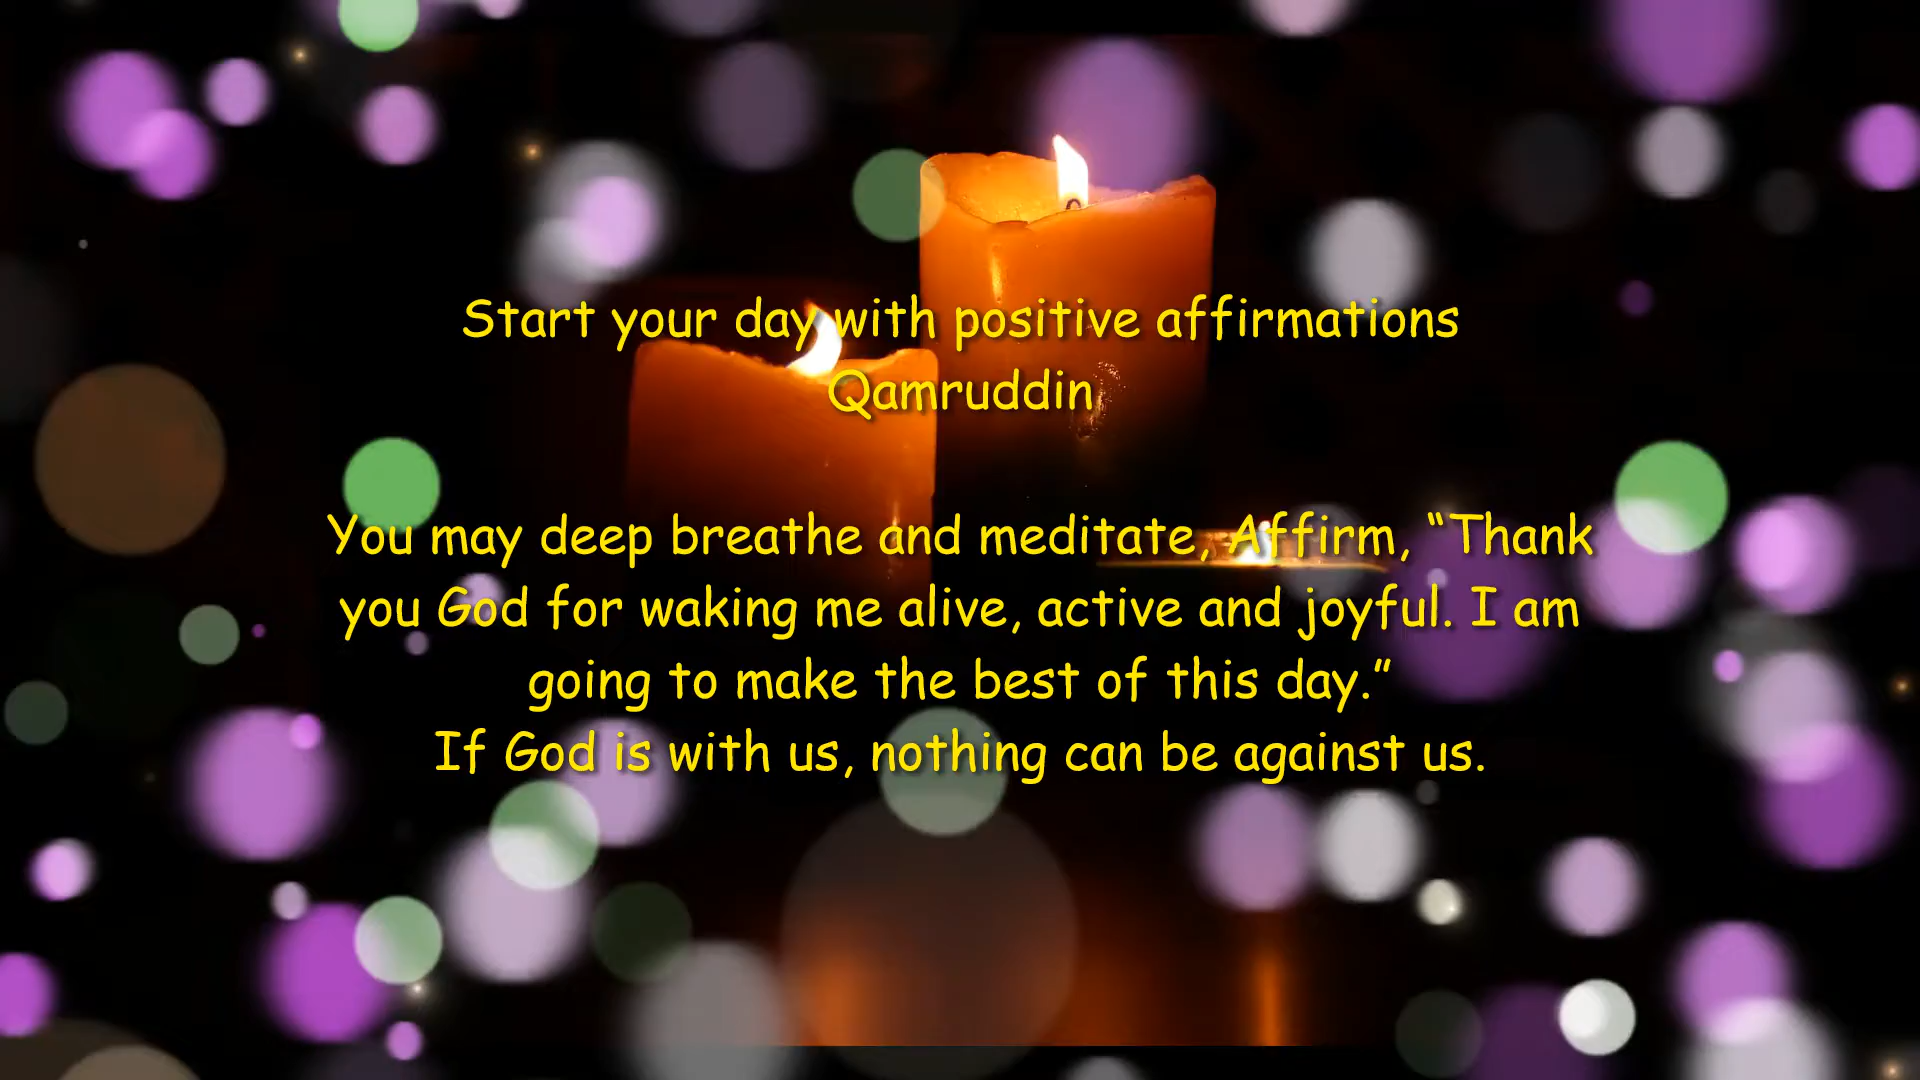 Start your day with positive affirmations
Qamruddin
You may deep breathe and meditate, Affirm, “Thank
you God for waking me alive, active and joyful. I am
going to make the best of this day.”
If God is with us, nothing can be against us.